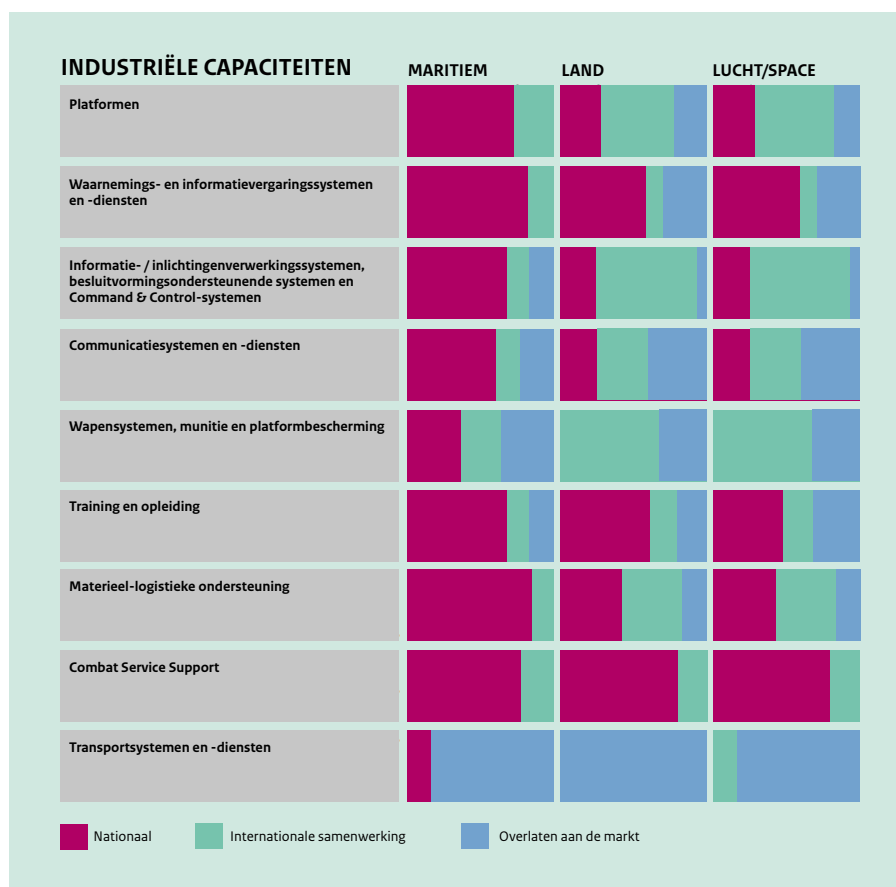 INDUSTRIËLE CAPACITEITEN
MARITIEM
LAND
LUCHT/SPACE
Platformen
Waarnemings- en informatievergaringssystemen
en -diensten
Informatie- / inlichtingenverwerkingssystemen,
besluitvormingsondersteunende systemen en
Command & Control-systemen
Communicatiesystemen en -diensten
Wapensystemen, munitie en platformbescherming
Training en opleiding
Materieel-logistieke ondersteuning
Combat Service Support
Transportsystemen en -diensten
Nationaal
Internationale samenwerking
Overlaten aan de markt